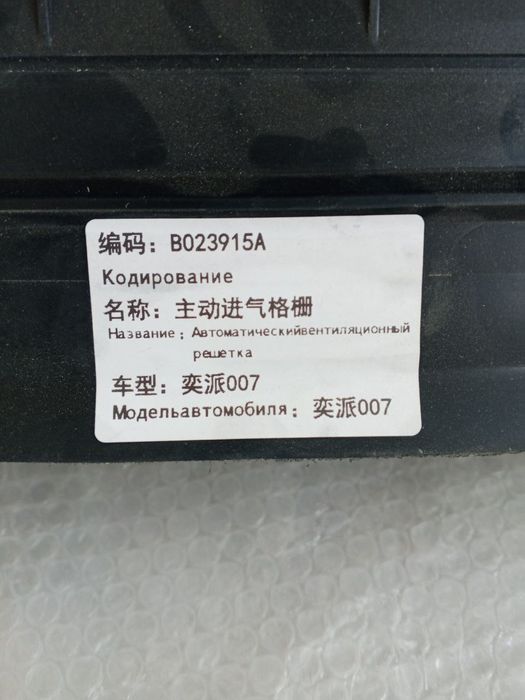 编码：B023915A
Кодирование
名称：主动进气格栅
Название：Автоматическийвентиляционный
решетка
车型：奕派007
Модельавтомобиля：奕派007